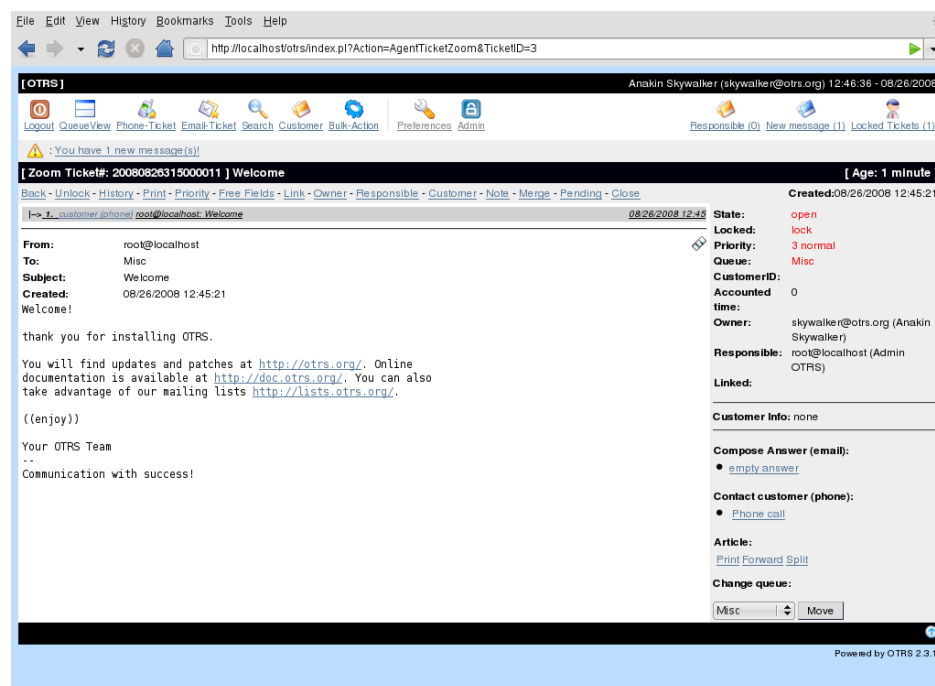 File Edit View History Bookmarks Tools Help
http://localhost/otrs/index.pl?Action=AgentTicketZoom&TicketID=3
[ OTRS ] Anakin Skywalker (skywalker@otrs.org) 12:46:36 - 08/26/2008
Logout QueueView Phone-Ticket Email-Ticket Search Customer Bulk-Action Preferences Admin Responsible (0) New message (1) Locked Tickets (1)
: You have 1 new message(s)!
[ Zoom Ticket#: 20080826315000011 ] Welcome [ Age: 1 minute ]
Back - Unlock - History - Print - Priority - Free Fields - Link - Owner - Responsible - Customer - Note - Merge - Pending - Close Created:08/26/2008 12:45:21
|--> 1. customer (phone) root@localhost: Welcome 08/26/2008 12:45
From: root@localhost
To: Misc
Subject: Welcome
Created: 08/26/2008 12:45:21
Welcome!
thank you for installing OTRS.
You will find updates and patches at http://otrs.org/. Online
documentation is available at http://doc.otrs.org/. You can also
take advantage of our mailing lists http://lists.otrs.org/.
((enjoy))
Your OTRS Team
--
Communication with success!
State: open
Locked: lock
Priority: 3 normal
Queue: Misc
CustomerID:
Accounted 0
time:
Owner: skywalker@otrs.org (Anakin
Skywalker)
Responsible: root@localhost (Admin
OTRS)
Linked:
Customer Info: none
Compose Answer (email):
empty answer
Contact customer (phone):
Phone call
Article:
Print Forward Split
Change queue:
Misc Move
Powered by OTRS 2.3.1